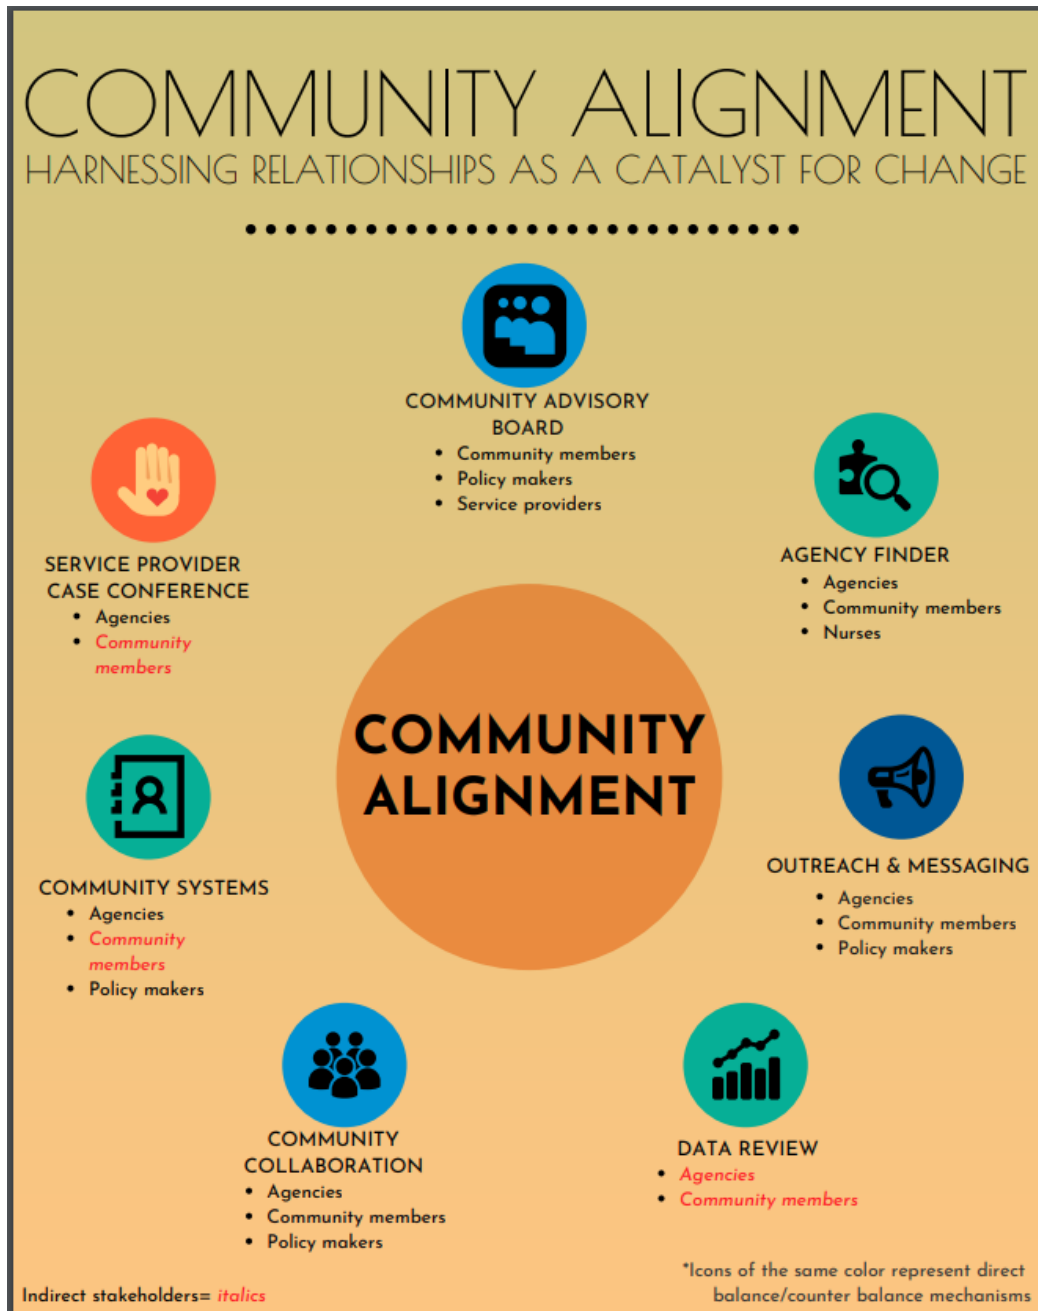 COMMUNITY ALIGNMENT
HARNESSING RELATIONSHIPS AS A CATALYST FOR CHANGE
COMMUNITY ADVISORY
BOARD
• Community members
• Policy makers
• Service providers
SERVICE PROVIDER
CASE CONFERENCE
• Agencies
• Community
members
AGENCY FINDER
• Agencies
• Community members
• Nurses
COMMUNITY
ALIGNMENT
COMMUNITY SYSTEMS
• Agencies
• Community
members
• Policy makers
OUTREACH & MESSAGING
• Agencies
• Community members
• Policy makers
COMMUNITY
COLLABORATION
• Agencies
• Community members
• Policy makers
DATA REVIEW
• Agencies
• Community members
Indirect stakeholders= italics
*Icons of the same color represent direct
balance/counter balance mechanisms